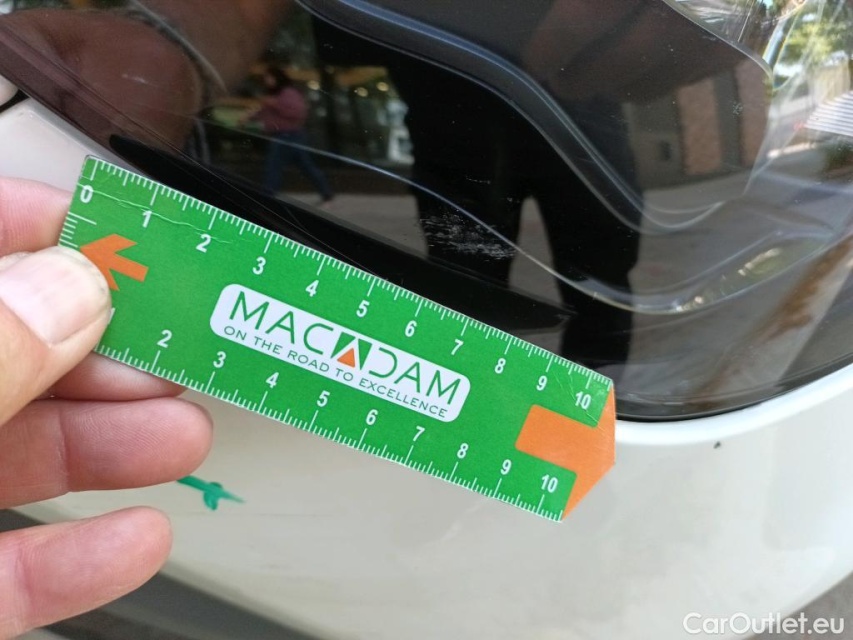 0 1 2 3 4 5 6 7 8 9 10
MACADAM
ON THE ROAD TO EXCELLENCE
2 3 4 5 6 7 8 9 10
CarOutlet.eu